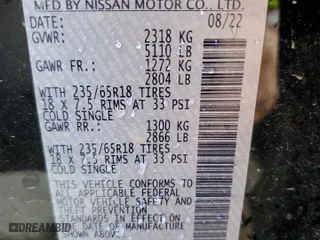 MFD BY NISSAN MOTOR CO., LTD.
DATE: 08/22
GVWR: 2318 KG
5110 LB
GAWR FR.: 1272 KG
2804 LB
WITH 235/65R18 TIRES
18 X 7.5 RIMS AT 33 PSI
COLD SINGLE
GAWR RR.: 1300 KG
2866 LB
WITH 235/65R18 TIRES
18 X 7.5 RIMS AT 33 PSI
COLD SINGLE
THIS VEHICLE CONFORMS
TO ALL APPLICABLE FEDERAL
MOTOR VEHICLE SAFETY
AND THEFT PREVENTION
STANDARDS IN EFFECT ON
THE DATE OF MANUFACTURE
SHOWN ABOVE.
DREAMBID